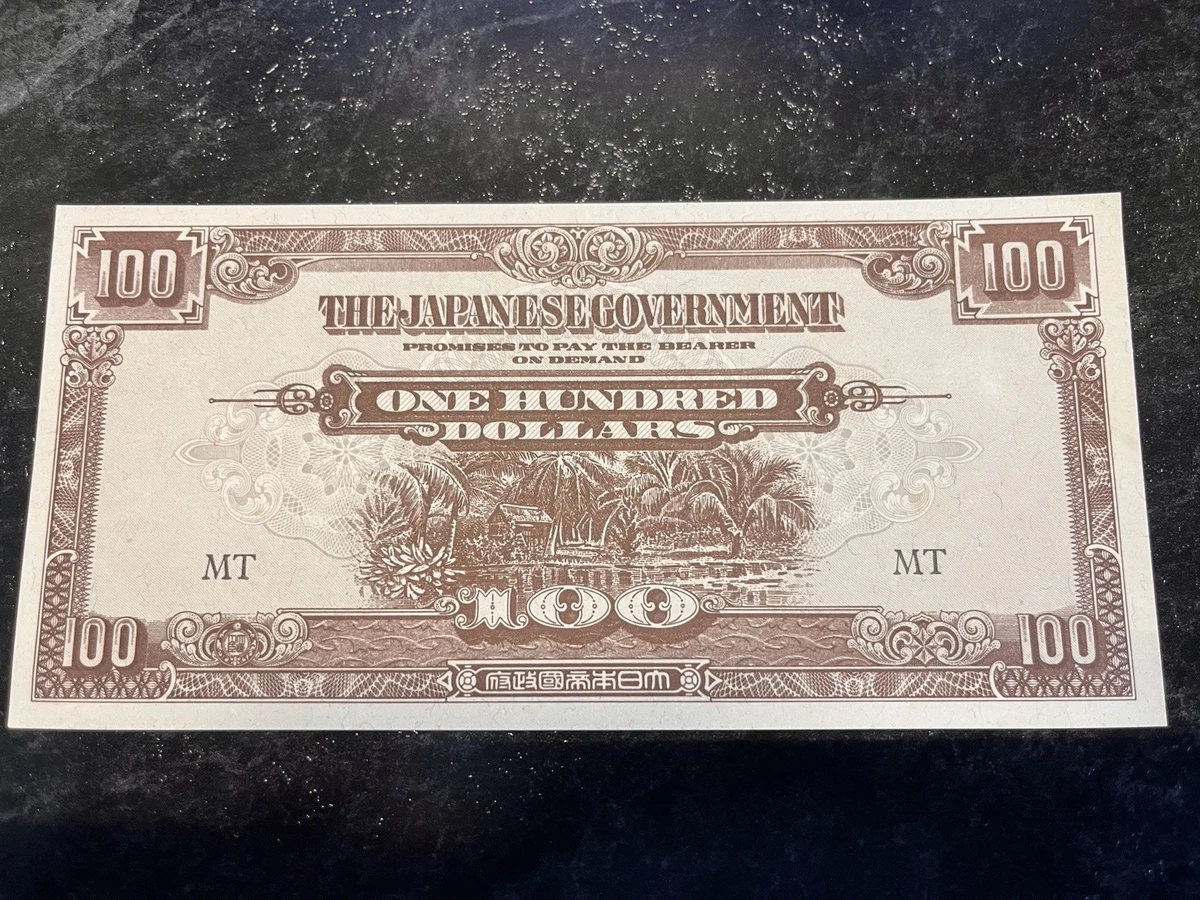 100
100
THE JAPANESE GOVERNMENT
PROMISES TO PAY THE BEARER
ON DEMAND
ONE HUNDRED
DOLLARS
MT
MT
100
100
100
府政國帝本日大